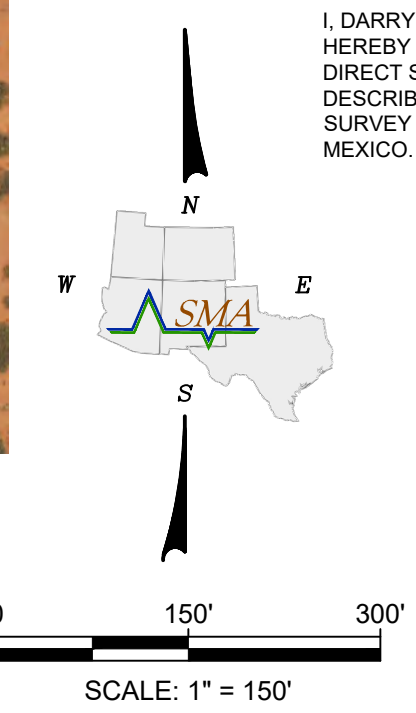 I, DARRY
HEREBY
DIRECT S
DESCRIB
SURVEY
MEXICO.
N
W
E
SMA
S
0
150'
300'
SCALE: 1" = 150'